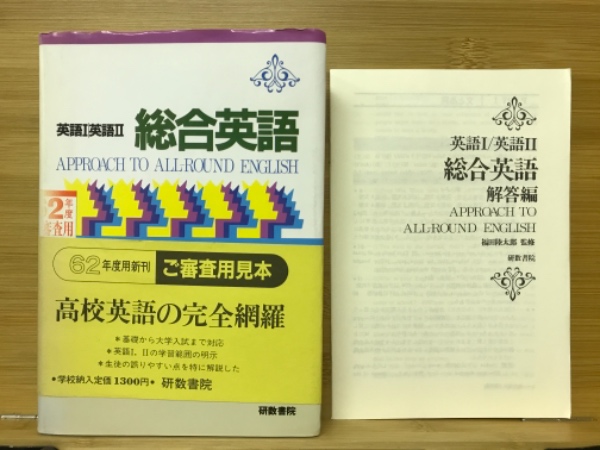 英語I/英語II 総合英語
APPROACH TO ALL-ROUND ENGLISH
2年度
審査用
62年度用新刊 ご審査用見本
高校英語の完全網羅
*基礎から大学入試まで対応
*英語I、IIの学習範囲の明示
*生徒の誤りやすい点を特に解説した
*学校納入定価1300円* 研数書院
研数書院
英語I/英語II
総合英語
解答編
APPROACH TO
ALL-ROUND ENGLISH
福田陸太郎 監修
研数書院